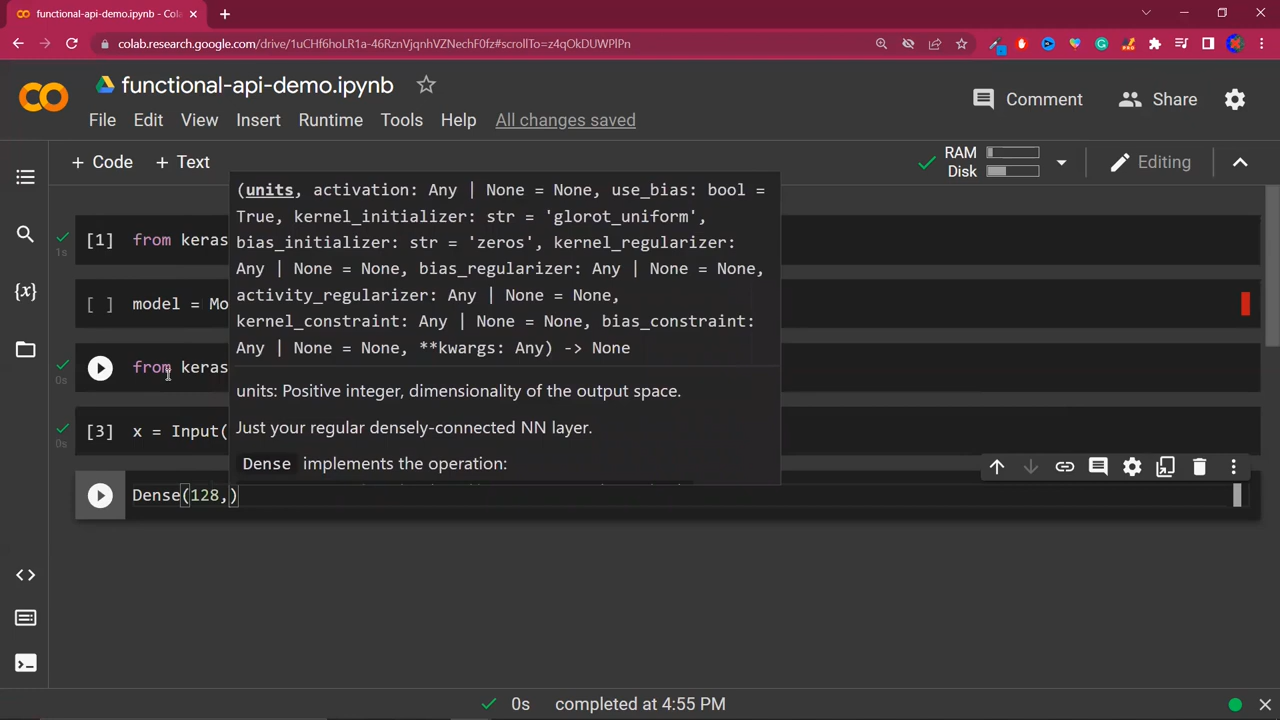 functional-api-demo.ipynb - Cola
colab.research.google.com/drive/1uCHf6hoLR1a-46RznVjqnhVZNechF0fz#scrollTo=z4qOkDUWPlPn
functional-api-demo.ipynb
Comment
Share
File Edit View Insert Runtime Tools Help All changes saved
+ Code + Text
RAM
Disk
Editing
(units, activation: Any | None = None, use_bias: bool =
True, kernel_initializer: str = 'glorot_uniform',
bias_initializer: str = 'zeros', kernel_regularizer:
Any | None = None, bias_regularizer: Any | None = None,
activity_regularizer: Any | None = None,
kernel_constraint: Any | None = None, bias_constraint:
Any | None = None, **kwargs: Any) -> None
units: Positive integer, dimensionality of the output space.
Just your regular densely-connected NN layer.
Dense implements the operation:
[1] from keras
1s
[ ] model = Mo
from keras
0s
[3] x = Input(
0s
Dense(128,)
{x}
0s completed at 4:55 PM